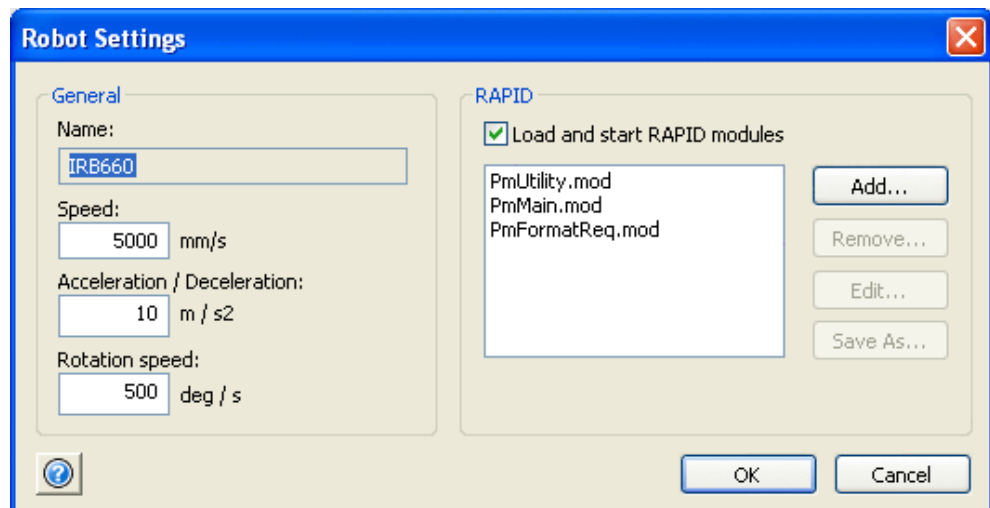 Robot Settings
General
Name:
IRB660
Speed:
5000 mm/s
Acceleration / Deceleration:
10 m / s2
Rotation speed:
500 deg / s
RAPID
Load and start RAPID modules
PmUtility.mod
PmMain.mod
PmFormatReq.mod
Add...
Remove...
Edit...
Save As...
?
OK
Cancel